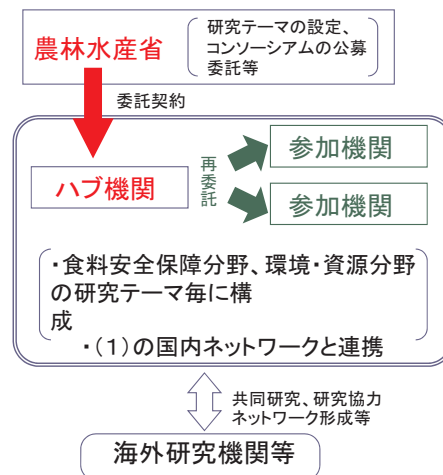 農林水産省
研究テーマの設定、
コンソーシアムの公募
委託等
委託契約
ハブ機関
再委託
参加機関
参加機関
・食料安全保障分野、環境・資源分野
の研究テーマ毎に構
成
・(1)の国内ネットワークと連携
共同研究、研究協力
ネットワーク形成等
海外研究機関等